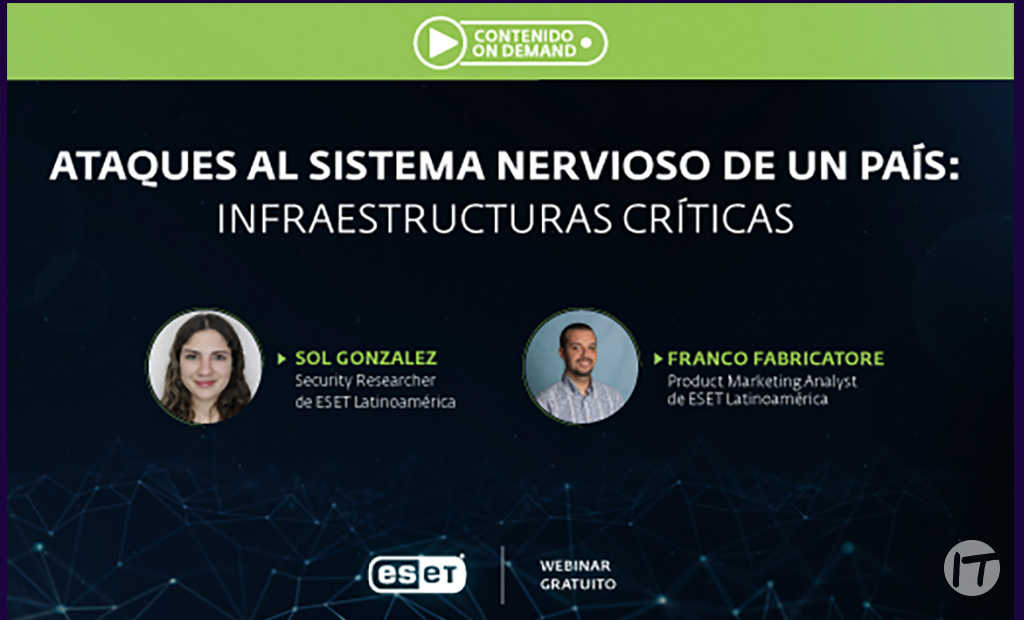 CONTENIDO
ON DEMAND
ATAQUES AL SISTEMA NERVIOSO DE UN PAÍS:
INFRAESTRUCTURAS CRÍTICAS
SOL GONZALEZ
Security Researcher
de ESET Latinoamérica
FRANCO FABRICATORE
Product Marketing Analyst
de ESET Latinoamérica
eseT
WEBINAR
GRATUITO
IT